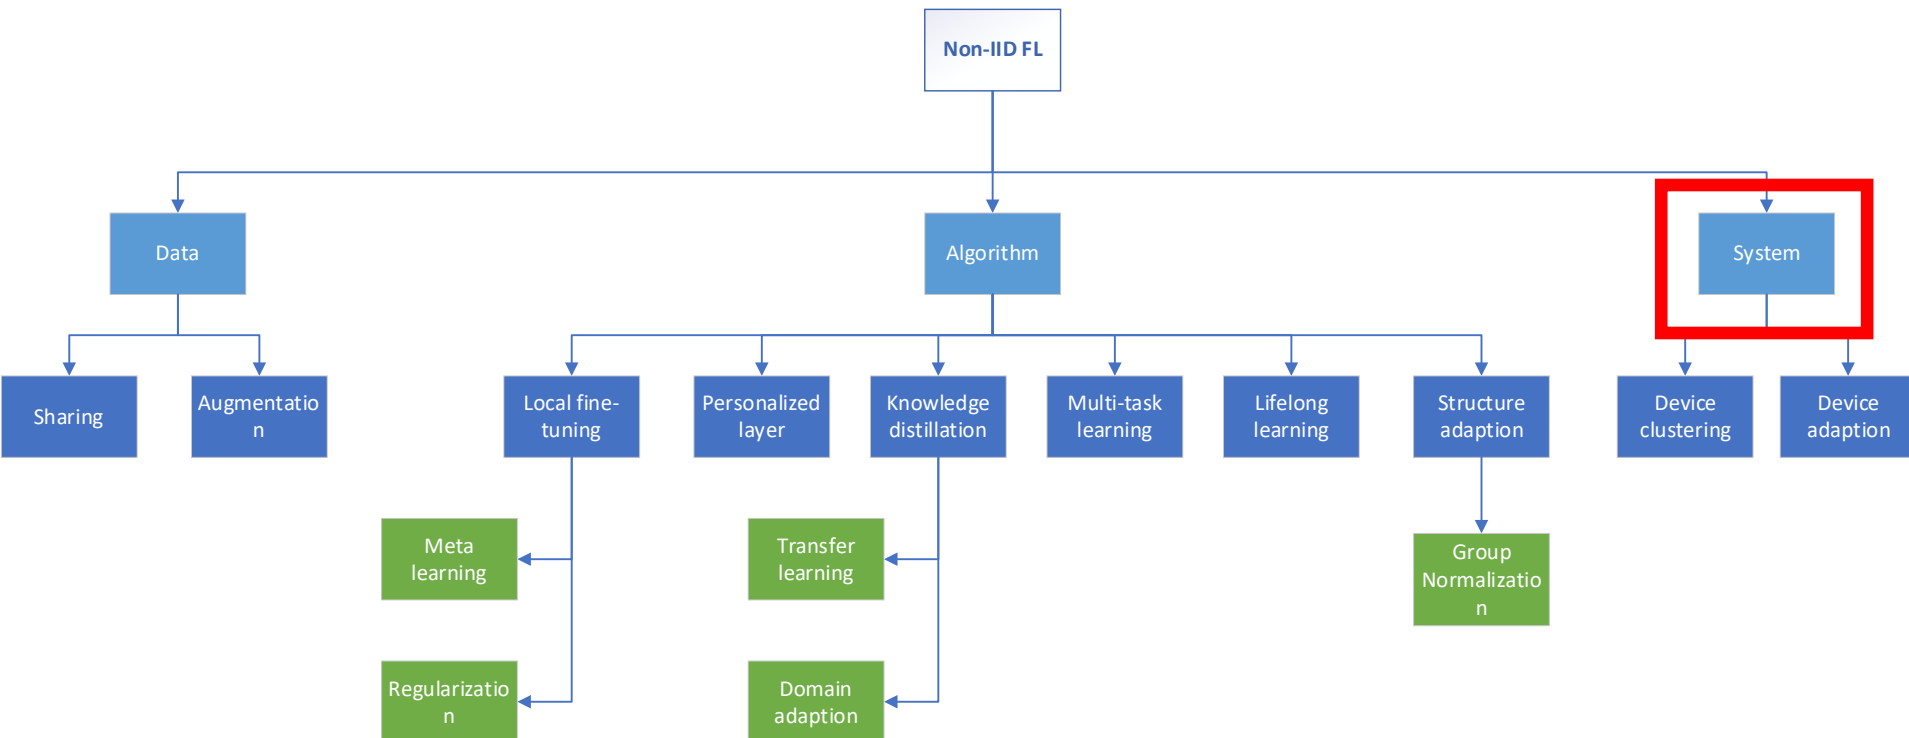 Non-IID FL
Data
Algorithm
System
Sharing
Augmentatio
n
Local fine-
tuning
Personalized
layer
Knowledge
distillation
Multi-task
learning
Lifelong
learning
Structure
adaption
Device
clustering
Device
adaption
Meta
learning
Transfer
learning
Group
Normalizatio
n
Regularizatio
n
Domain
adaption